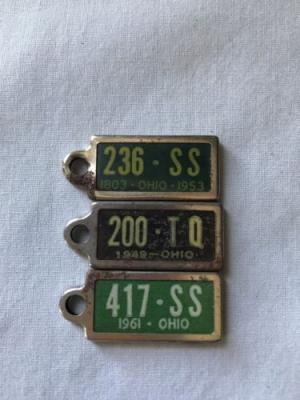 236 · SS
1803 - OHIO - 1953
200 · TQ
1949 - OHIO
417 - SS
1961 - OHIO